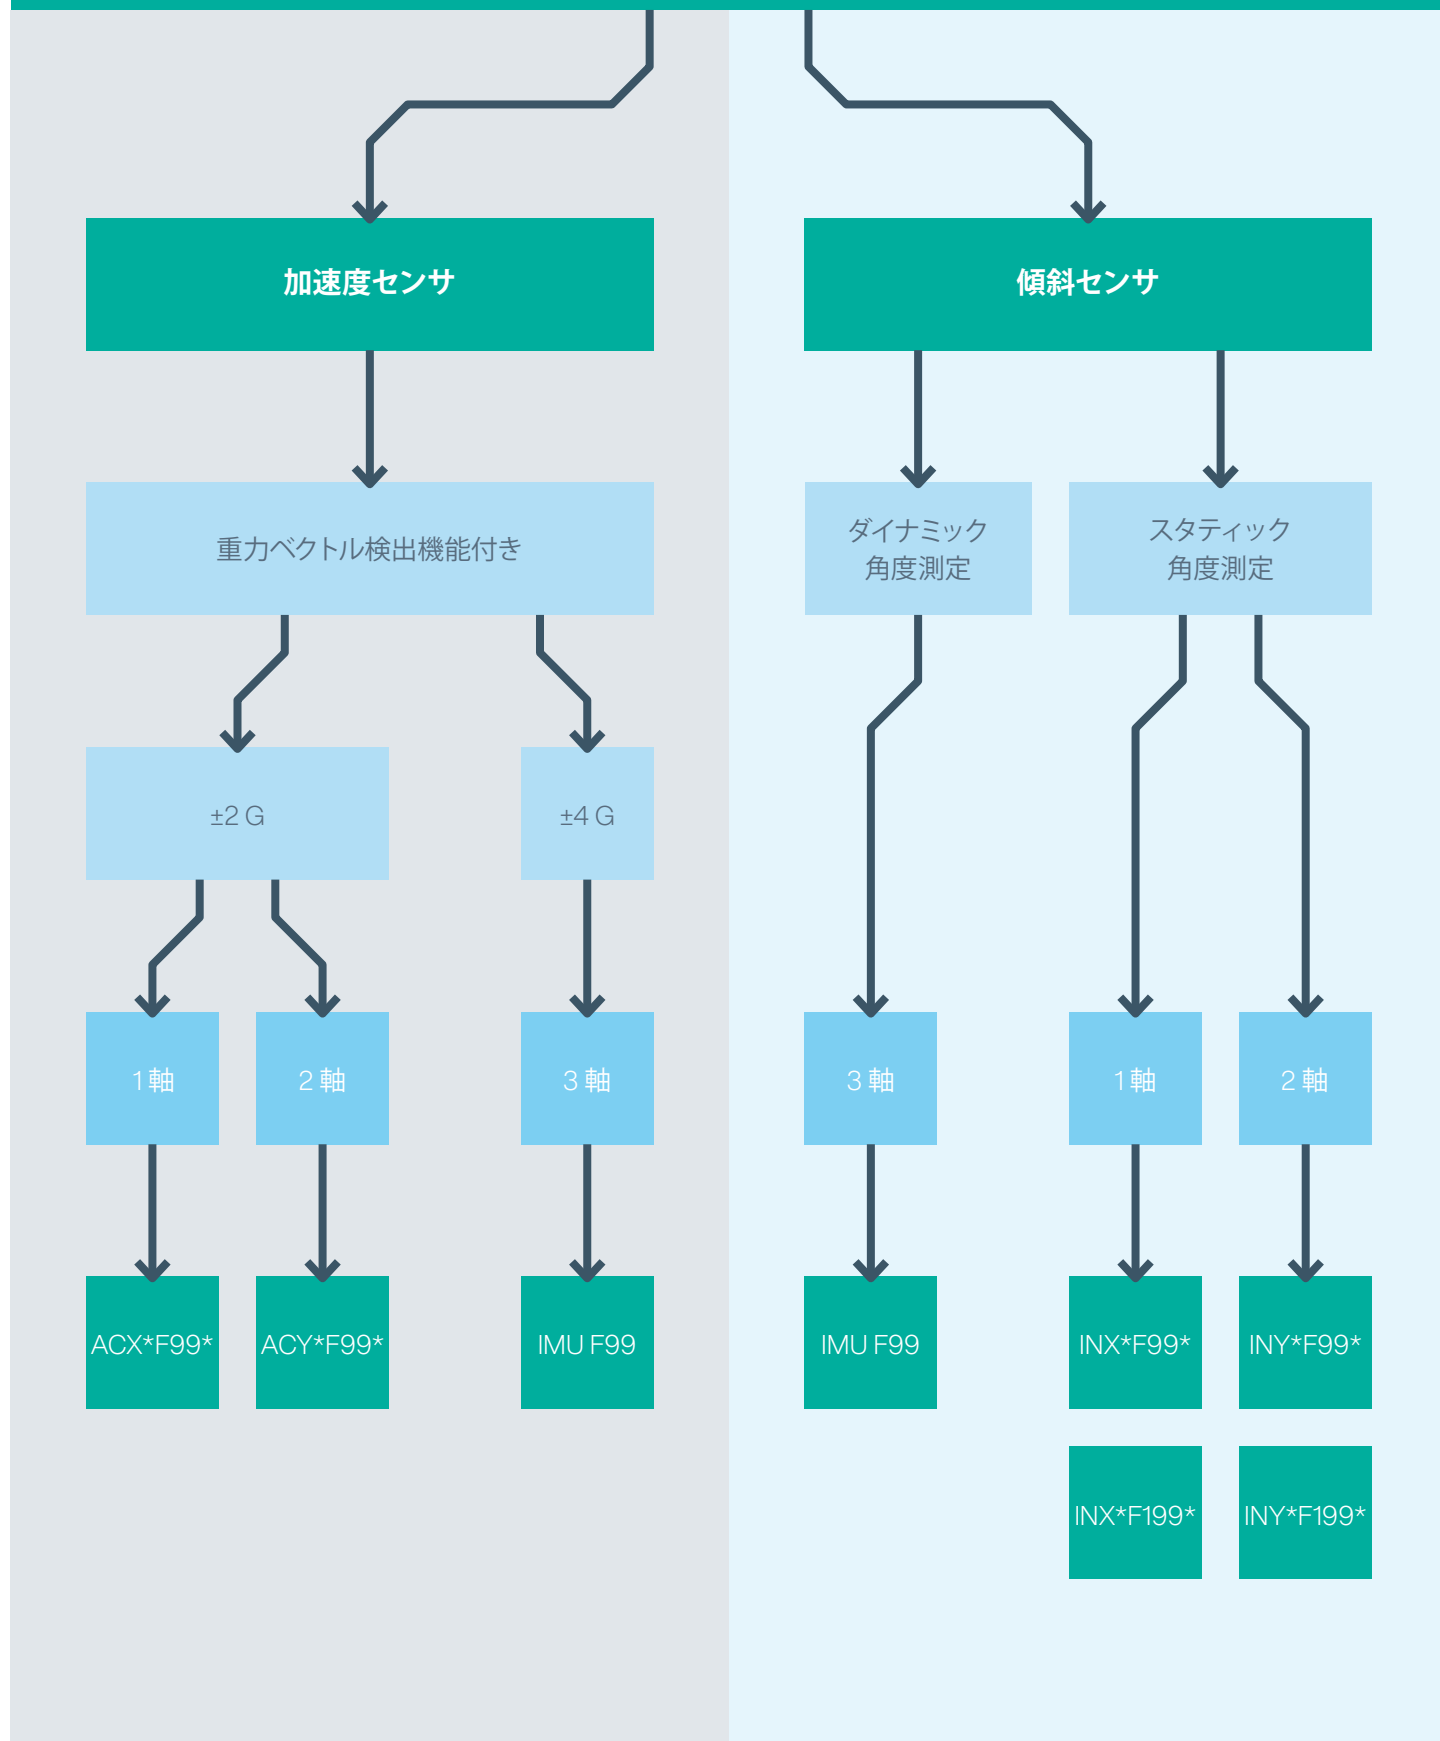 加速度センサ
傾斜センサ
重力ベクトル検出機能付き
ダイナミック
角度測定
スタティック
角度測定
±2 G
±4 G
1 軸
2 軸
3 軸
3 軸
1 軸
2 軸
ACX*F99*
ACY*F99*
IMU F99
IMU F99
INX*F99*
INY*F99*
INX*F199*
INY*F199*